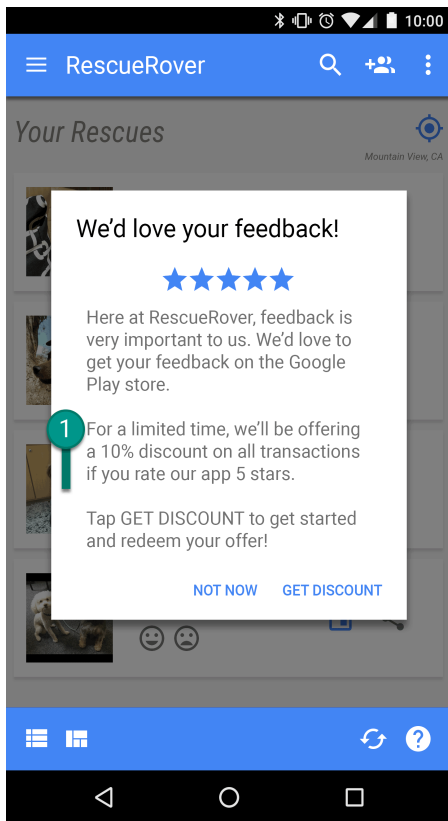 10:00
RescueRover
Your Rescues
Mountain View, CA
We’d love your feedback!
Here at RescueRover, feedback is
very important to us. We’d love to
get your feedback on the Google
Play store.
1
For a limited time, we’ll be offering
a 10% discount on all transactions
if you rate our app 5 stars.
Tap GET DISCOUNT to get started
and redeem your offer!
NOT NOW GET DISCOUNT